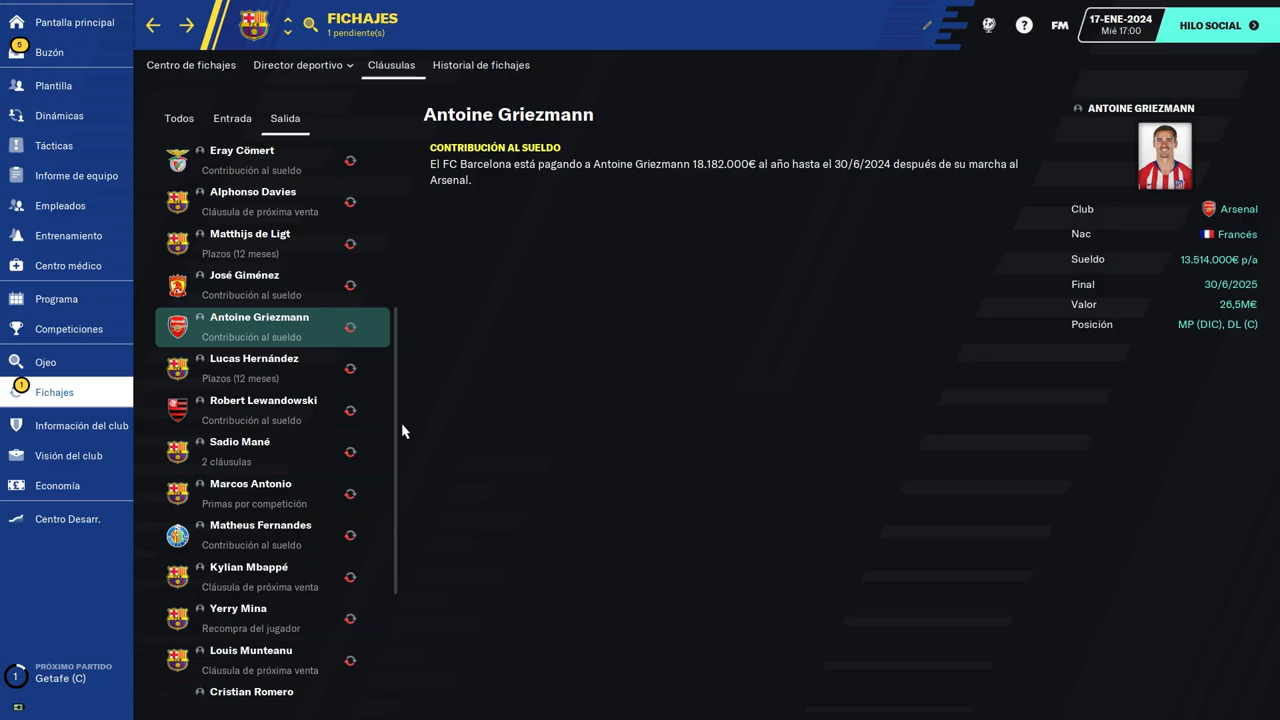 Pantalla principal
5
Buzón
Plantilla
Dinámicas
Tácticas
Informe de equipo
Empleados
Entrenamiento
Centro médico
Programa
Competiciones
Ojeo
1
Fichajes
Información del club
Visión del club
Economía
Centro Desarr.
1
PRÓXIMO PARTIDO
Getafe (C)
FICHAJES
1 pendiente(s)
?
FM
17-ENE-2024
Mié 17:00
HILO SOCIAL
Centro de fichajes
Director deportivo
Cláusulas
Historial de fichajes
Todos
Entrada
Salida
Eray Cömert
Contribución al sueldo
Alphonso Davies
Cláusula de próxima venta
Matthijs de Ligt
Plazos (12 meses)
José Giménez
Contribución al sueldo
Antoine Griezmann
Contribución al sueldo
Lucas Hernández
Plazos (12 meses)
Robert Lewandowski
Contribución al sueldo
Sadio Mané
2 cláusulas
Marcos Antonio
Primas por competición
Matheus Fernandes
Contribución al sueldo
Kylian Mbappé
Cláusula de próxima venta
Yerry Mina
Recompra del jugador
Louis Munteanu
Cláusula de próxima venta
Cristian Romero
Antoine Griezmann
CONTRIBUCIÓN AL SUELDO
El FC Barcelona está pagando a Antoine Griezmann 18.182.000€ al año hasta el 30/6/2024 después de su marcha al
Arsenal.
ANTOINE GRIEZMANN
Club Arsenal
Nac Francés
Sueldo 13.514.000€ p/a
Final 30/6/2025
Valor 26,5M€
Posición MP (DIC), DL (C)